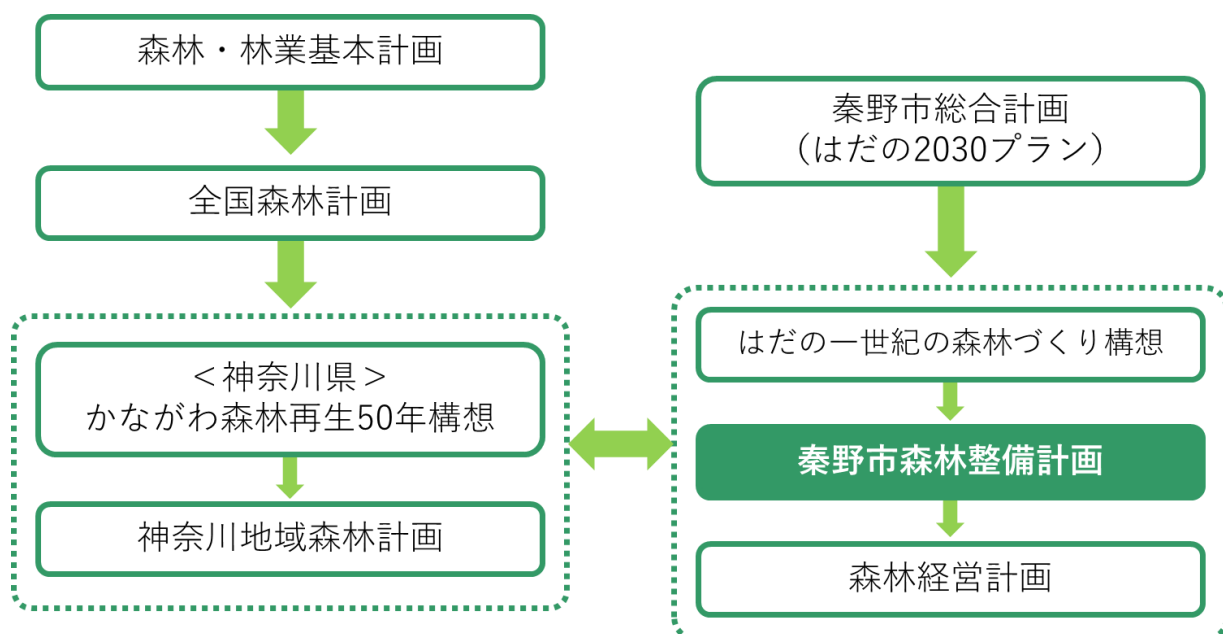 森林・林業基本計画
全国森林計画
＜神奈川県＞
かながわ森林再生50年構想
神奈川地域森林計画
秦野市総合計画
（はだの2030プラン）
はだの一世紀の森林づくり構想
秦野市森林整備計画
森林経営計画